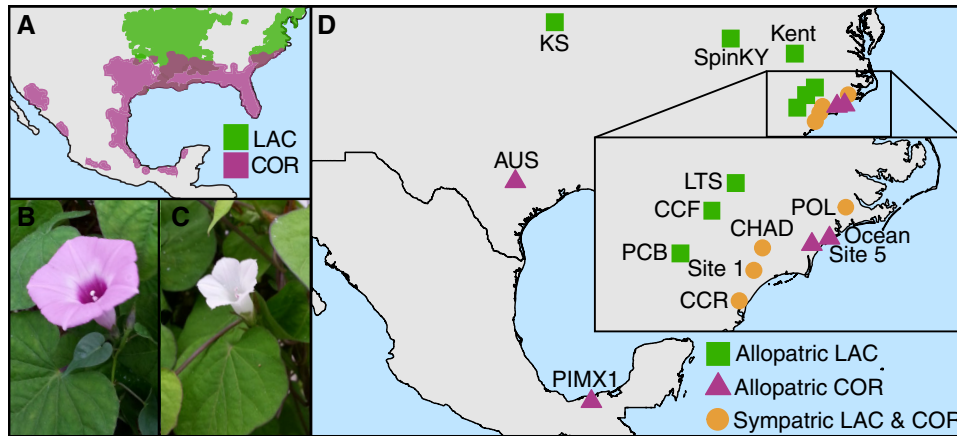 A
LAC
COR
B
C
D
KS
SpinKY
Kent
AUS
PIMX1
LTS
CCF
PCB
CHAD
POL
Ocean
Site 5
Site 1
CCR
Allopatric LAC
Allopatric COR
Sympatric LAC & COR